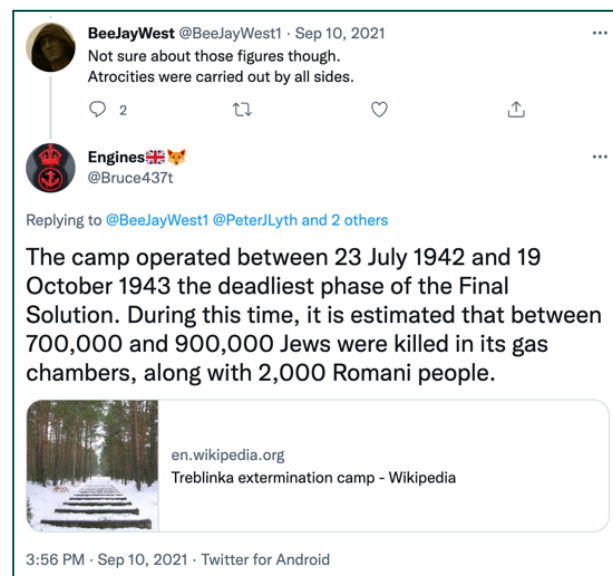 BeeJayWest @BeeJayWest1 · Sep 10, 2021
Not sure about those figures though.
Atrocities were carried out by all sides.
2
Engines🇬🇧🦊
@Bruce437t
Replying to @BeeJayWest1 @PeterJLyth and 2 others
The camp operated between 23 July 1942 and 19
October 1943 the deadliest phase of the Final
Solution. During this time, it is estimated that between
700,000 and 900,000 Jews were killed in its gas
chambers, along with 2,000 Romani people.
en.wikipedia.org
Treblinka extermination camp - Wikipedia
3:56 PM · Sep 10, 2021 · Twitter for Android